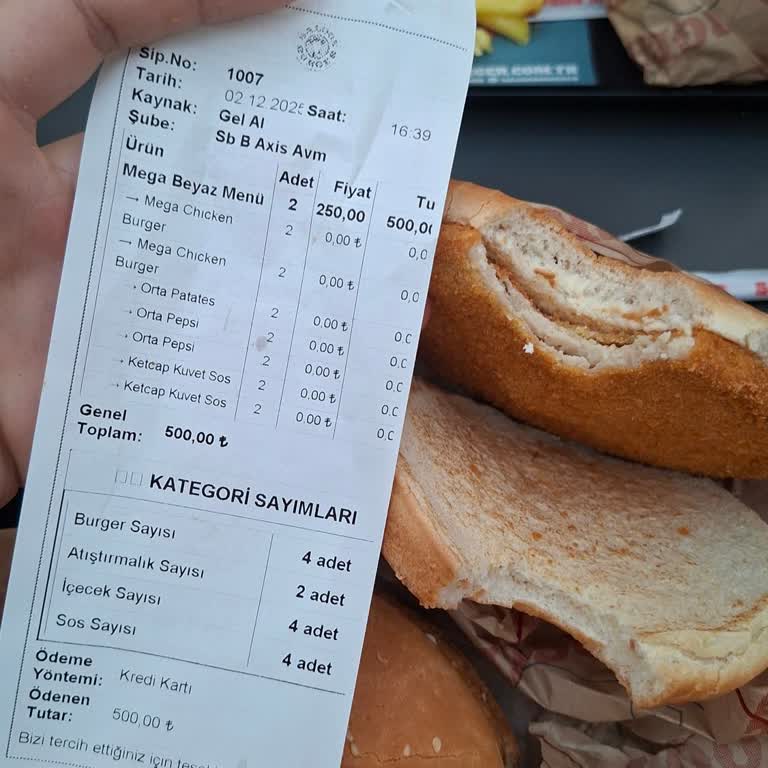 Sip.No: 1007
Tarih: 02.12.2025 Saat: 16:39
Kaynak: Gel Al
Şube: Sb B Axis Avm
Ürün Adet Fiyat Tu
Mega Beyaz Menü 2 250,00 500,00
→ Mega Chicken Burger 2 0,00 ₺ 0,0
→ Mega Chicken Burger 2 0,00 ₺ 0,0
→ Orta Patates 2 0,00 ₺ 0,0
→ Orta Pepsi 2 0,00 ₺ 0,0
→ Orta Pepsi 2 0,00 ₺ 0,0
→ Ketcap Kuvet Sos 2 0,00 ₺ 0,0
→ Ketcap Kuvet Sos 2 0,00 ₺ 0,0
Genel Toplam: 500,00 ₺
KATEGORİ SAYIMLARI
Burger Sayısı 4 adet
Atıştırmalık Sayısı 2 adet
İçecek Sayısı 4 adet
Sos Sayısı 4 adet
Ödeme Yöntemi: Kredi Kartı
Ödenen Tutar: 500,00 ₺
Bizi tercih ettiğiniz için